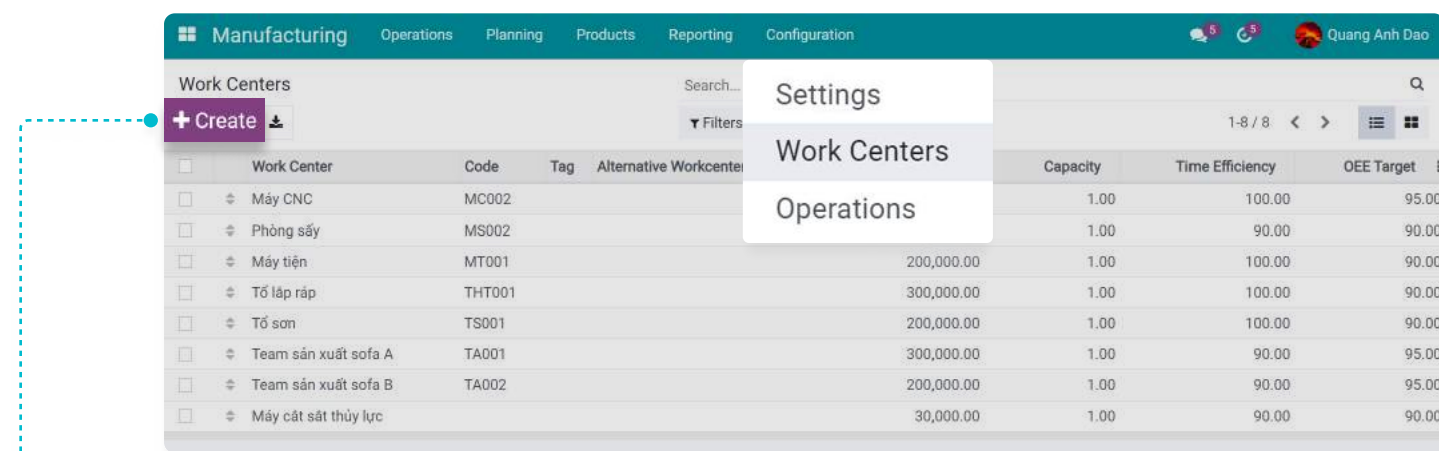 Manufacturing Operations Planning Products Reporting Configuration 5 5 Quang Anh Dao
Work Centers Search...
Settings
+ Create Filters 1-8 / 8
Work Centers
Work Center Code Tag Alternative Workcenter Capacity Time Efficiency OEE Target
Operations
Máy CNC MC002 1.00 100.00 95.00
Phòng sấy MS002 1.00 90.00 90.00
Máy tiện MT001 200,000.00 1.00 100.00 90.00
Tổ lắp ráp THT001 300,000.00 1.00 100.00 90.00
Tổ sơn TS001 200,000.00 1.00 100.00 90.00
Team sản xuất sofa A TA001 300,000.00 1.00 90.00 95.00
Team sản xuất sofa B TA002 200,000.00 1.00 90.00 95.00
Máy cắt sắt thủy lực 30,000.00 1.00 90.00 90.00